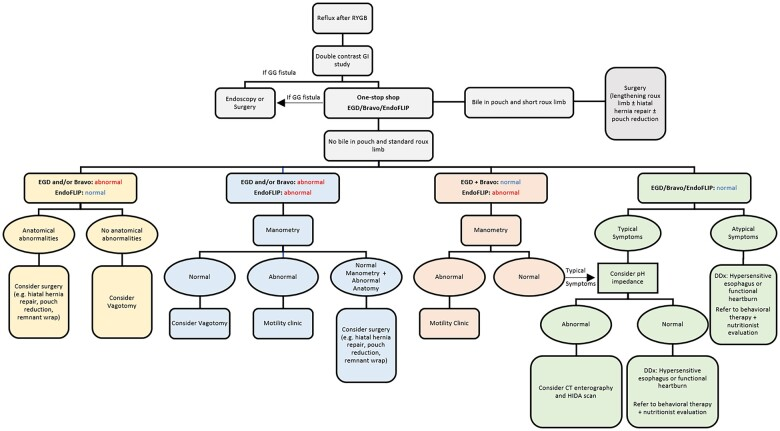 Reflux after RYGB
Double contrast GI
study
If GG fistula
Endoscopy or
Surgery
If GG fistula
One-stop shop
EGD/Bravo/EndoFLIP
Bile in pouch and short roux limb
Surgery
(lengthening roux
limb ± hiatal
hernia repair ±
pouch reduction
No bile in pouch and standard roux
limb
EGD and/or Bravo: abnormal
EndoFLIP: normal
Anatomical
abnormalities
No anatomical
abnormalities
Consider surgery
(e.g. hiatal hernia
repair, pouch
reduction,
remnant wrap)
Consider
Vagotomy
EGD and/or Bravo: abnormal
EndoFLIP: abnormal
Manometry
Normal
Abnormal
Normal
Manometry +
Abnormal
Anatomy
Consider Vagotomy
Motility clinic
Consider surgery
(e.g. hiatal hernia
repair, pouch
reduction,
remnant wrap)
EGD + Bravo: normal
EndoFLIP: abnormal
Manometry
Abnormal
Normal
Typical
Symptoms
Motility Clinic
EGD/Bravo/EndoFLIP: normal
Typical
Symptoms
Atypical
Symptoms
Consider pH
impedance
DDx: Hypersensitive
esophagus or
functional
heartburn
Refer to behavioral
therapy +
nutritionist
evaluation
Abnormal
Normal
Consider CT enterography
and HIDA scan
DDx: Hypersensitive
esophagus or functional
heartburn
Refer to behavioral therapy
+ nutritionist evaluation